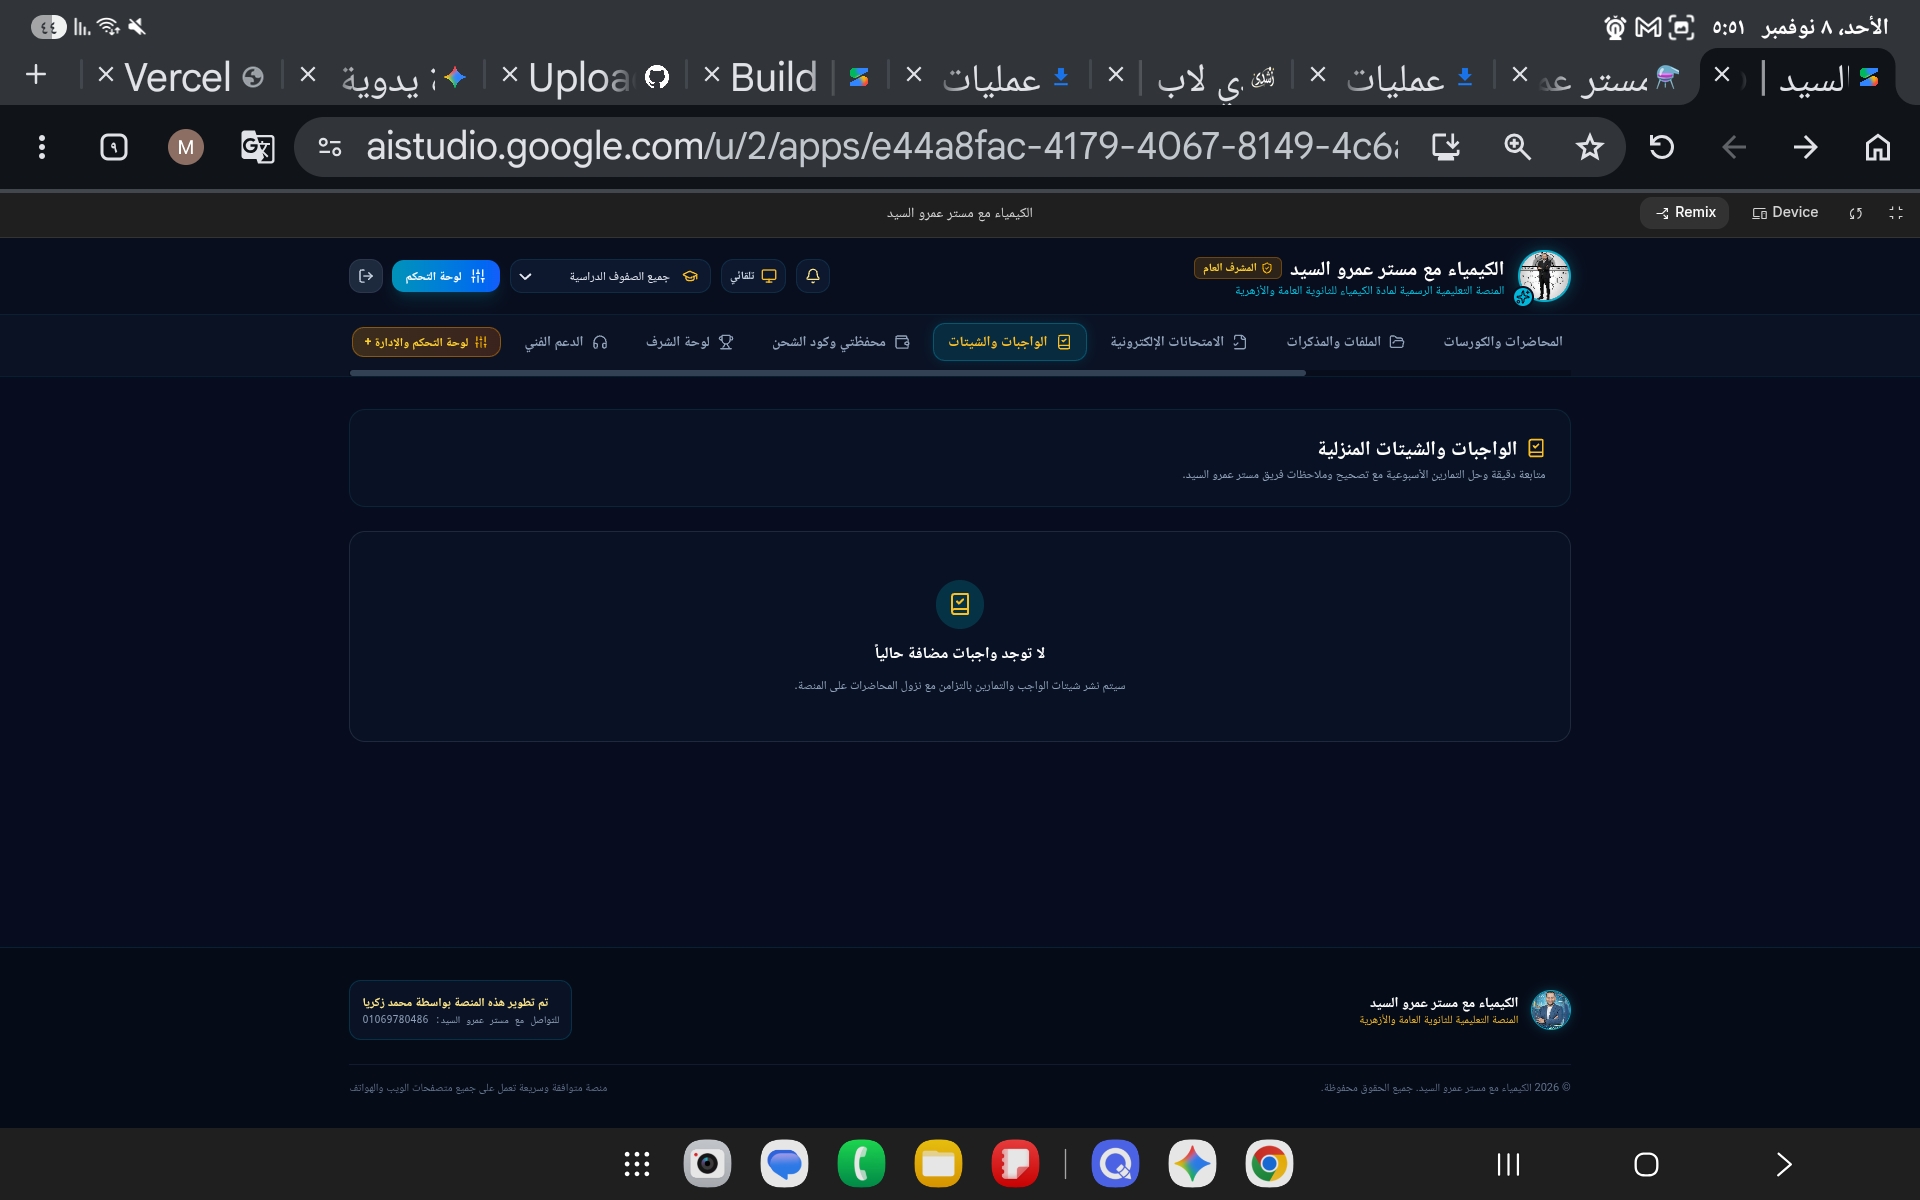 الأحد، ٨ نوفمبر ٥:٥١
٤٤
السيد
مستر عم
عمليات
ي لاب
عمليات
Build
Uploa
يدوية
Vercel
aistudio.google.com/u/2/apps/e44a8fac-4179-4067-8149-4c6
M
٩
الكيمياء مع مستر عمرو السيد
Remix
Device
الكيمياء مع مستر عمرو السيد
المشرف العام
المنصة التعليمية الرسمية لمادة الكيمياء للثانوية العامة والأزهرية
تلقائي
جميع الصفوف الدراسية
لوحة التحكم
المحاضرات والكورسات
الملفات والمذكرات
الامتحانات الإلكترونية
الواجبات والشيتات
محفظتي وكود الشحن
لوحة الشرف
الدعم الفني
لوحة التحكم والإدارة +
الواجبات والشيتات المنزلية
متابعة دقيقة وحل التمارين الأسبوعية مع تصحيح وملاحظات فريق مستر عمرو السيد.
لا توجد واجبات مضافة حالياً
سيتم نشر شيتات الواجب والتمارين بالتزامن مع نزول المحاضرات على المنصة.
الكيمياء مع مستر عمرو السيد
المنصة التعليمية للثانوية العامة والأزهرية
تم تطوير هذه المنصة بواسطة محمد زكريا
للتواصل مع مستر عمرو السيد: 01069780486
© 2026 الكيمياء مع مستر عمرو السيد. جميع الحقوق محفوظة.
منصة متوافقة وسريعة تعمل على جميع متصفحات الويب والهواتف